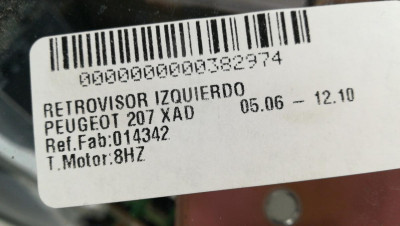 0000000000382974
RETROVISOR IZQUIERDO
PEUGEOT 207 XAD 05.06 - 12.10
Ref.Fab:014342
T.Motor:8HZ